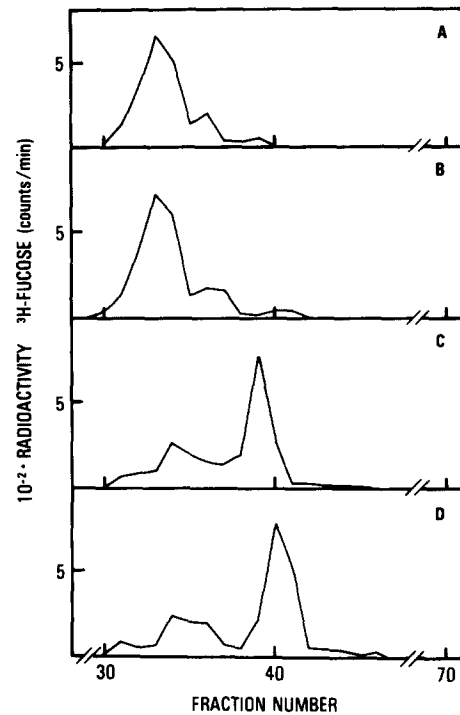 A
5
B
5
C
5
D
5
10⁻² · RADIOACTIVITY ³H-FUCOSE (counts/min)
30 40 70
FRACTION NUMBER